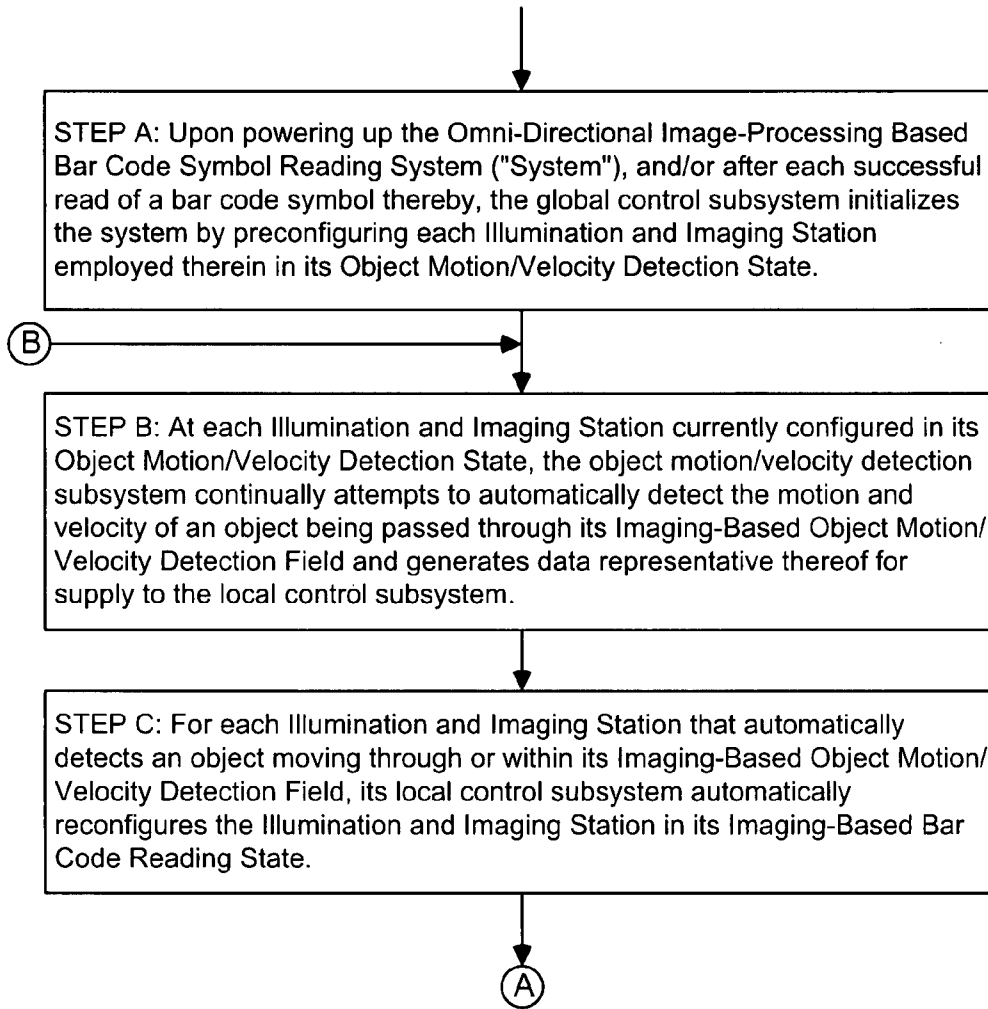 STEP A: Upon powering up the Omni-Directional Image-Processing Based
Bar Code Symbol Reading System ("System"), and/or after each successful
read of a bar code symbol thereby, the global control subsystem initializes
the system by preconfiguring each Illumination and Imaging Station
employed therein in its Object Motion/Velocity Detection State.
B
STEP B: At each Illumination and Imaging Station currently configured in its
Object Motion/Velocity Detection State, the object motion/velocity detection
subsystem continually attempts to automatically detect the motion and
velocity of an object being passed through its Imaging-Based Object Motion/
Velocity Detection Field and generates data representative thereof for
supply to the local control subsystem.
STEP C: For each Illumination and Imaging Station that automatically
detects an object moving through or within its Imaging-Based Object Motion/
Velocity Detection Field, its local control subsystem automatically
reconfigures the Illumination and Imaging Station in its Imaging-Based Bar
Code Reading State.
A